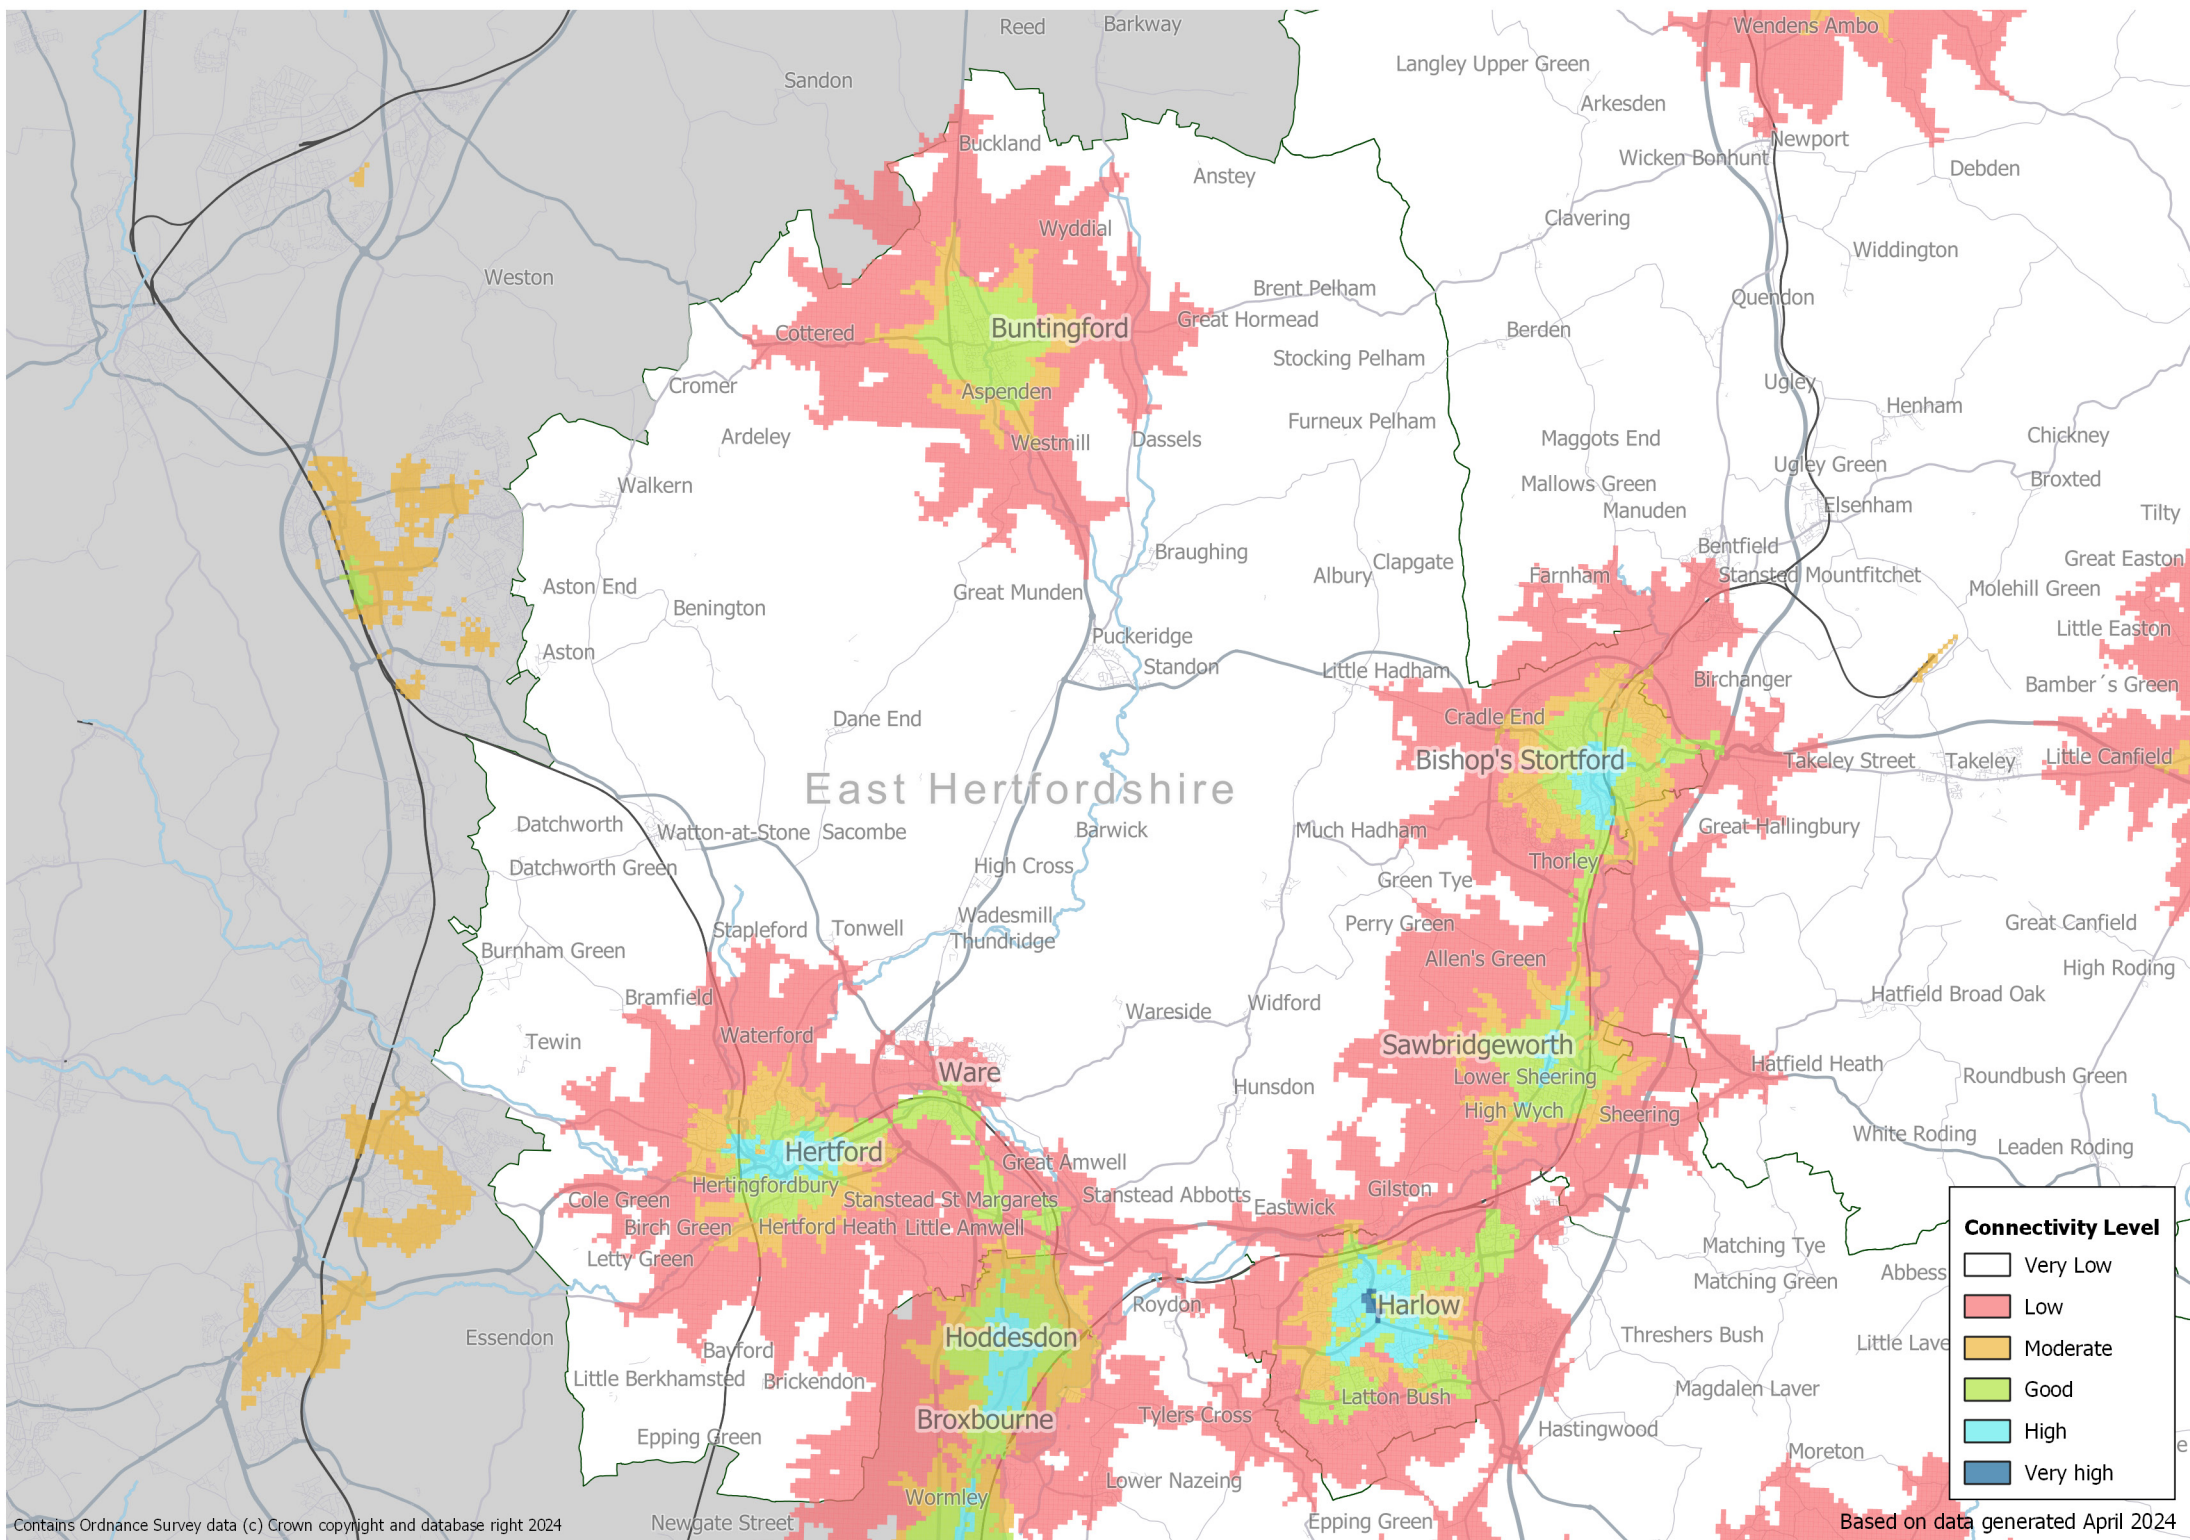 Reed
Barkway
Wendens Ambo
Sandon
Langley Upper Green
Arkesden
Buckland
Newport
Wicken Bonhunt
Debden
Anstey
Clavering
Wyddial
Widdington
Weston
Brent Pelham
Quendon
Great Hormead
Buntingford
Berden
Cottered
Stocking Pelham
Cromer
Ugley
Aspenden
Henham
Furneux Pelham
Ardeley
Westmill
Dassels
Maggots End
Chickney
Ugley Green
Walkern
Mallows Green
Broxted
Manuden
Elsenham
Tilty
Braughing
Bentfield
Clapgate
Great Easton
Albury
Farnham
Stansted Mountfitchet
Aston End
Great Munden
Molehill Green
Benington
Puckeridge
Little Easton
Aston
Standon
Little Hadham
Birchanger
Bamber´s Green
Dane End
Cradle End
Bishop's Stortford
Takeley Street
Takeley
Little Canfield
East Hertfordshire
Datchworth
Watton-at-Stone
Sacombe
Barwick
Much Hadham
Great Hallingbury
Datchworth Green
High Cross
Thorley
Green Tye
Wadesmill
Stapleford
Tonwell
Perry Green
Great Canfield
Thundridge
Burnham Green
Allen's Green
High Roding
Bramfield
Widford
Hatfield Broad Oak
Wareside
Waterford
Tewin
Sawbridgeworth
Ware
Hatfield Heath
Lower Sheering
Roundbush Green
Hunsdon
High Wych
Sheering
White Roding
Hertford
Leaden Roding
Great Amwell
Hertingfordbury
Cole Green
Stanstead St Margarets
Stanstead Abbotts
Gilston
Eastwick
Birch Green
Hertford Heath
Little Amwell
Letty Green
Matching Tye
Matching Green
Abbess
Roydon
Harlow
Essendon
Hoddesdon
Threshers Bush
Little Lave
Bayford
Little Berkhamsted
Brickendon
Latton Bush
Magdalen Laver
Broxbourne
Tylers Cross
Epping Green
Hastingwood
Moreton
e
Lower Nazeing
Wormley
Newgate Street
Epping Green
Connectivity Level
Very Low
Low
Moderate
Good
High
Very high
Contains Ordnance Survey data (c) Crown copyright and database right 2024
Based on data generated April 2024